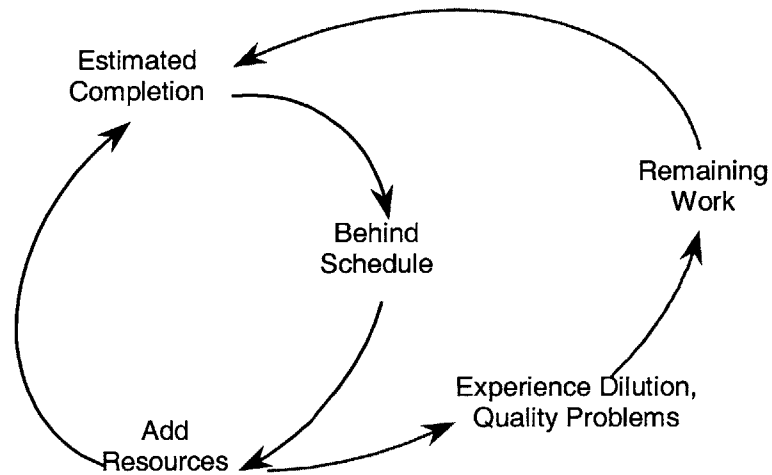 Estimated
Completion
Remaining
Work
Behind
Schedule
Experience Dilution,
Quality Problems
Add
Resources